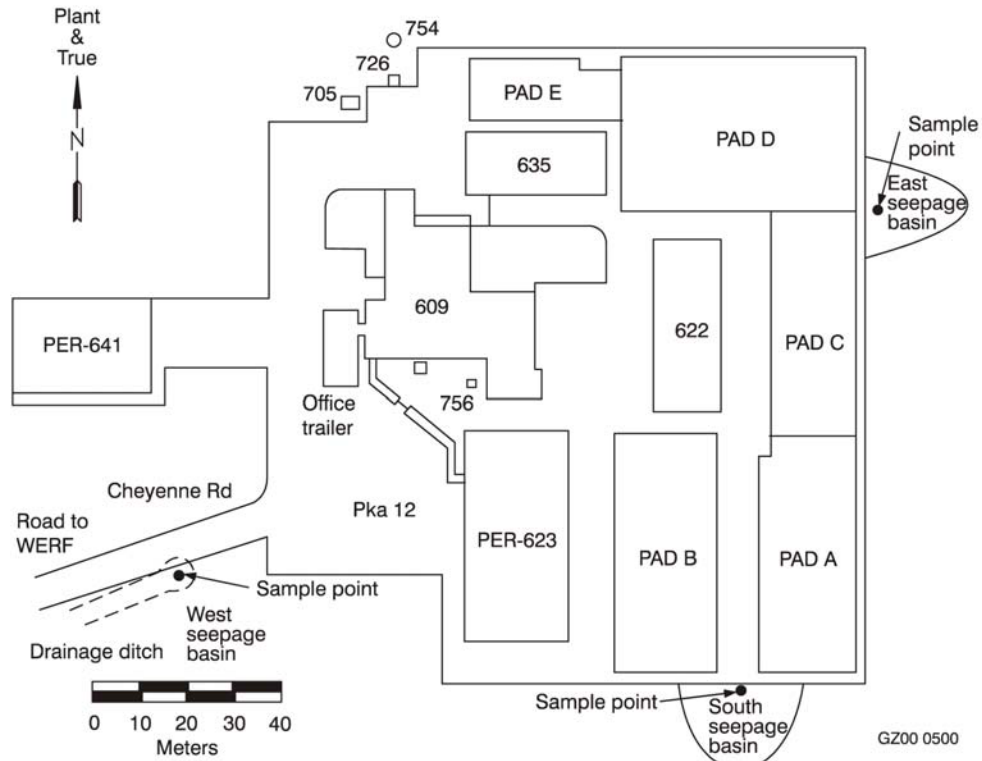 Plant
&
True
N
754
726
705
PAD E
PAD D
635
Sample
point
East
seepage
basin
609
622
PAD C
PER-641
Office
trailer
756
Cheyenne Rd
Pka 12
Road to
WERF
PER-623
PAD B
PAD A
Sample point
West
seepage
basin
Drainage ditch
0 10 20 30 40
Meters
Sample point
South
seepage
basin
GZ00 0500